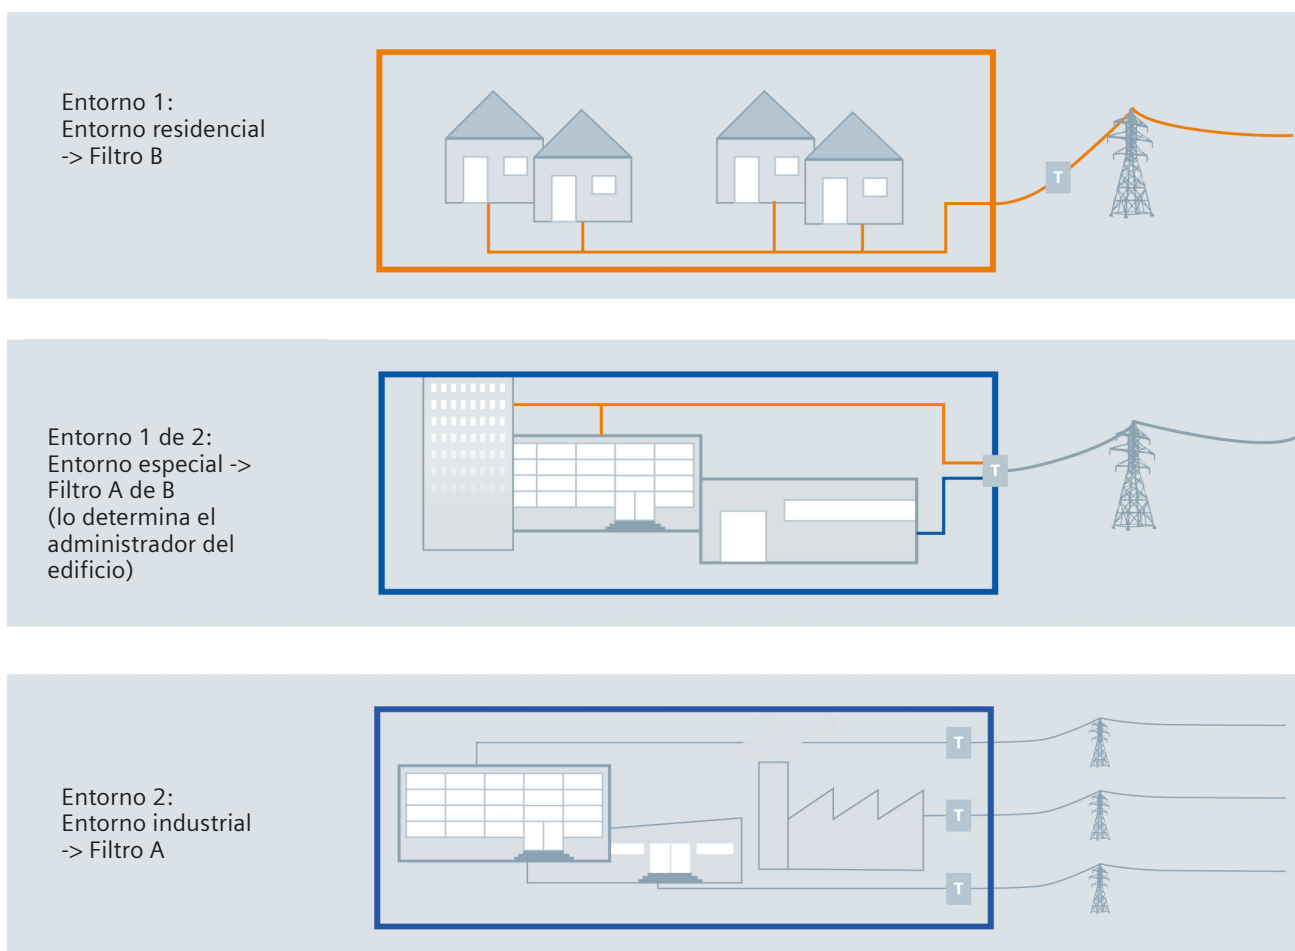 Entorno 1:
Entorno residencial
-> Filtro B
T
Entorno 1 de 2:
Entorno especial ->
Filtro A de B
(lo determina el
administrador del
edificio)
T
Entorno 2:
Entorno industrial
-> Filtro A
T
T
T